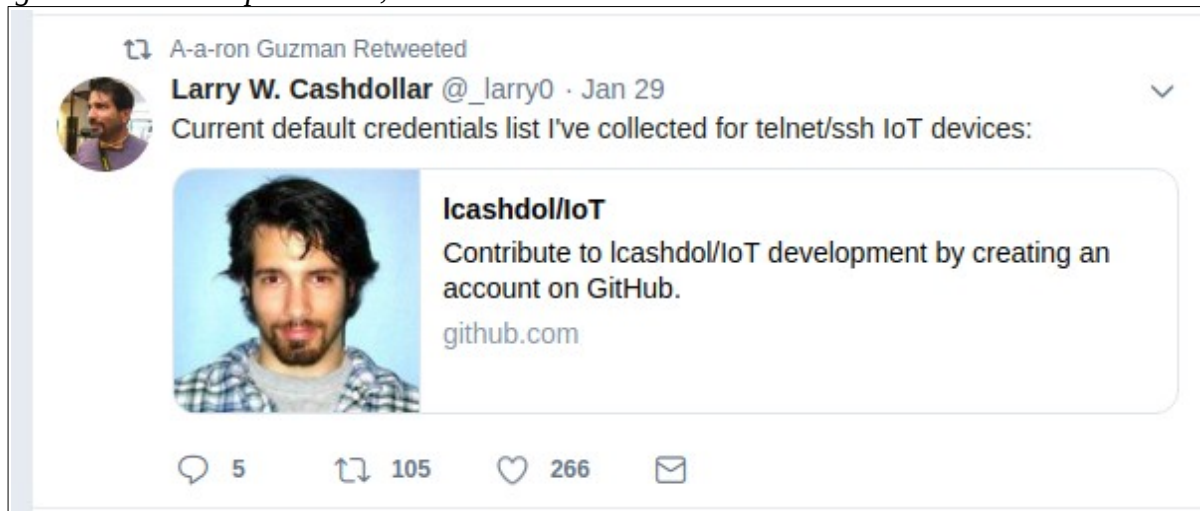 A-a-ron Guzman Retweeted
Larry W. Cashdollar @_larry0 · Jan 29
Current default credentials list I've collected for telnet/ssh IoT devices:
lcashdol/IoT
Contribute to lcashdol/IoT development by creating an
account on GitHub.
github.com
5 105 266